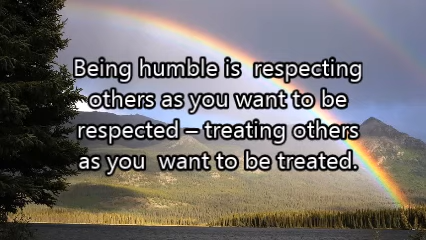 Being humble is  respecting
others as you want to be
respected – treating others
as you  want to be treated.